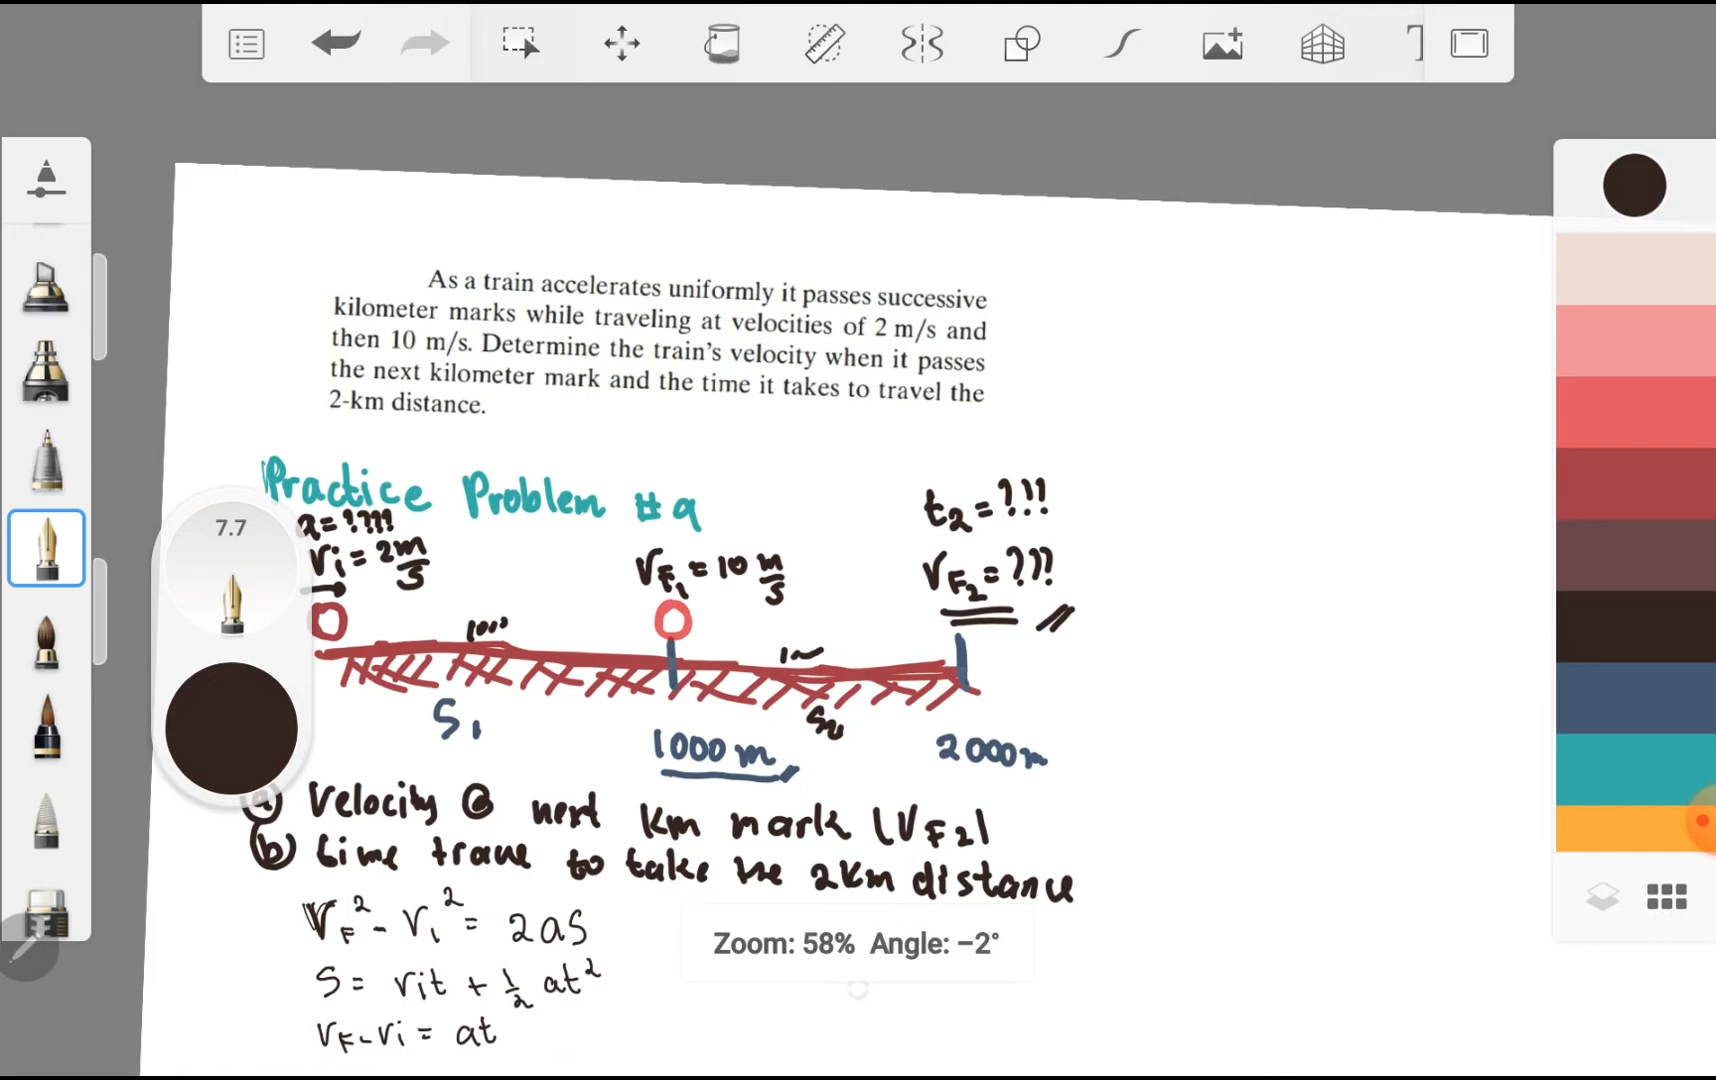 As a train accelerates uniformly it passes successive
kilometer marks while traveling at velocities of 2 m/s and
then 10 m/s. Determine the train's velocity when it passes
the next kilometer mark and the time it takes to travel the
2-km distance.
Practice Problem #9
a=????
Vi = 2 m/s
VF1 = 10 m/s
t2=???
VF2=???
7.7
1000
S1
1000 m
S2
2000m
(a) Velocity @ next km mark (VF2)
(b) time trane to take the 2km distance
VF² - Vi² = 2as
S = Vit + 1/2 at²
VF-Vi = at
Zoom: 58% Angle: −2°
T